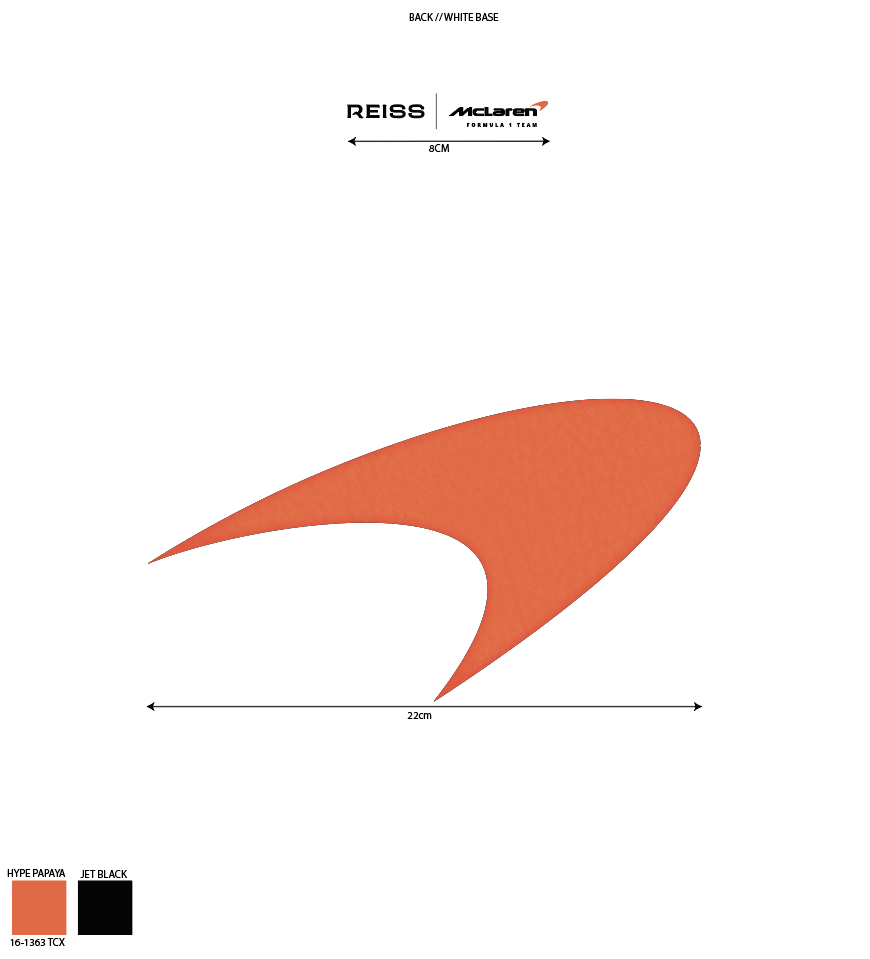 BACK // WHITE BASE
REISS
McLaren
FORMULA 1 TEAM
8CM
22cm
HYPE PAPAYA
JET BLACK
16-1363 TCX